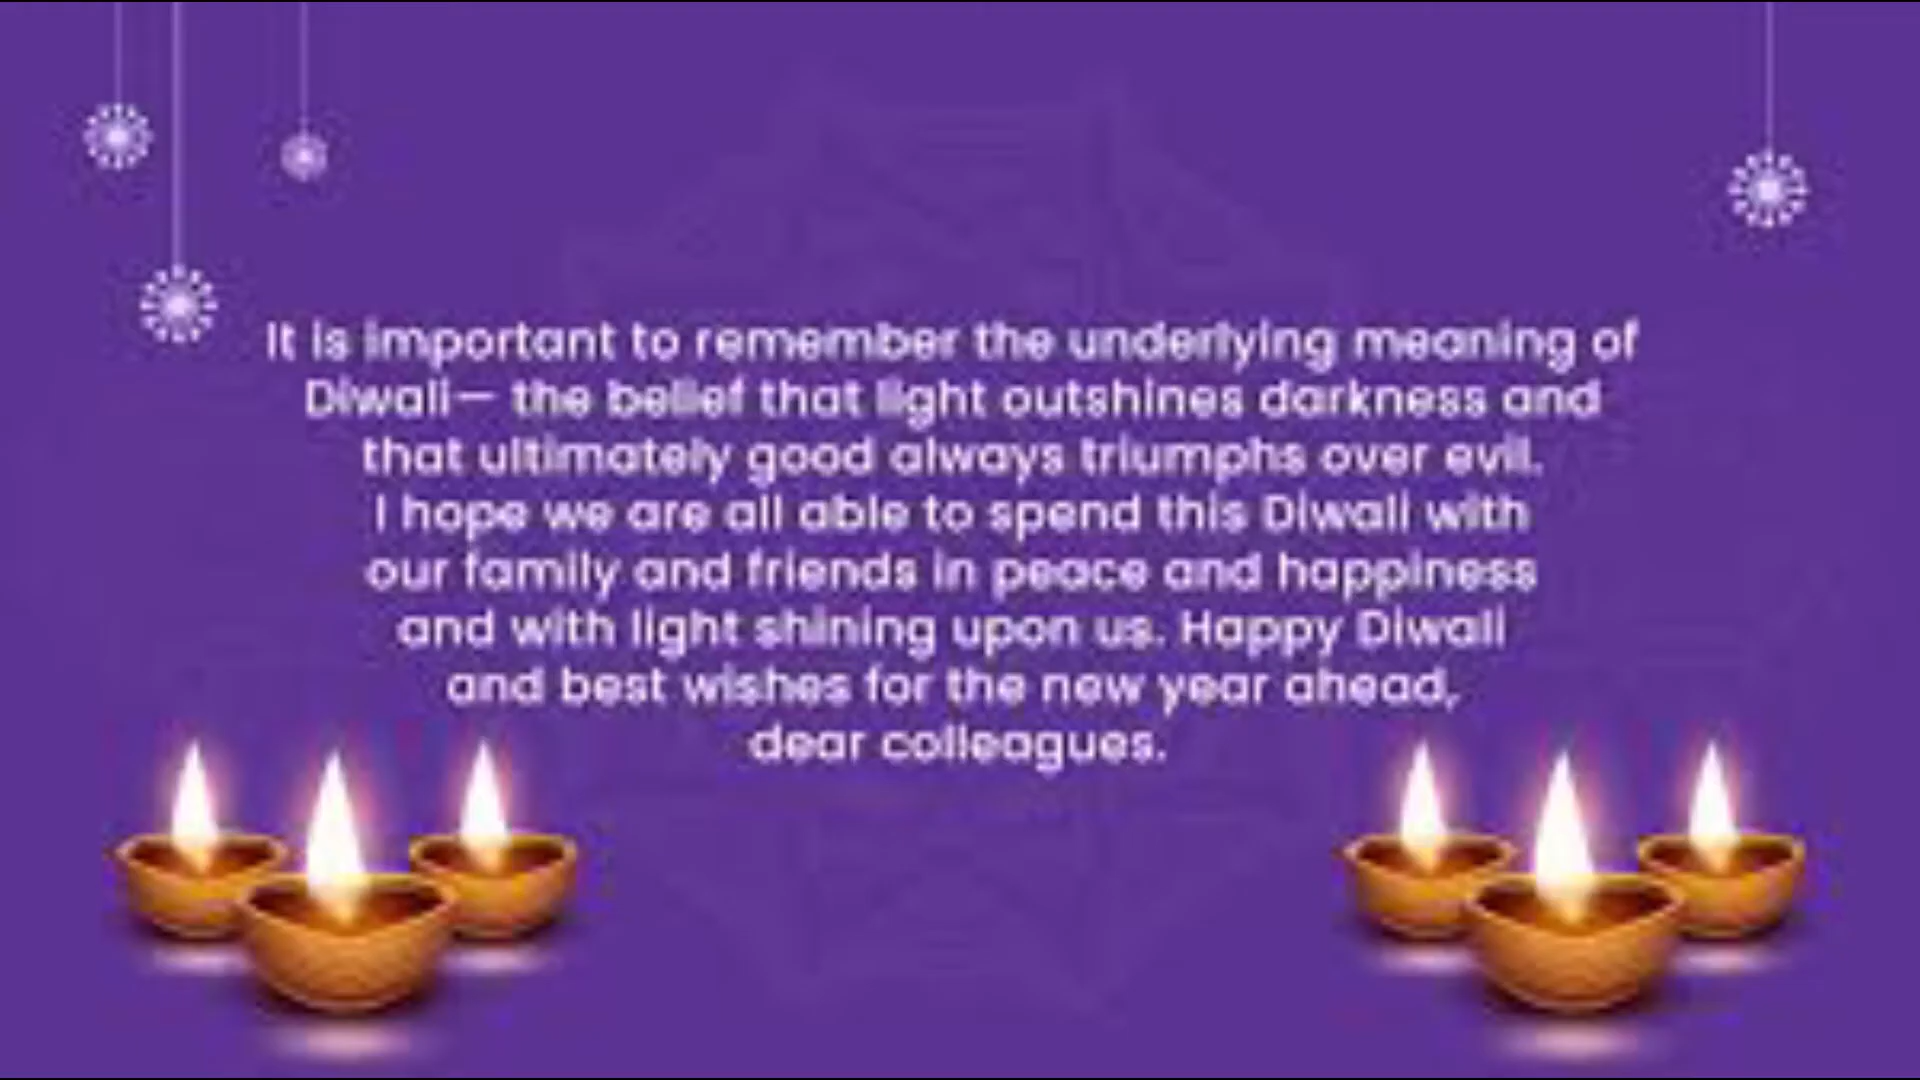 It is important to remember the underlying meaning of
Diwali— the belief that light outshines darkness and
that ultimately good always triumphs over evil.
I hope we are all able to spend this Diwali with
our family and friends in peace and happiness
and with light shining upon us. Happy Diwali
and best wishes for the new year ahead,
dear colleagues.